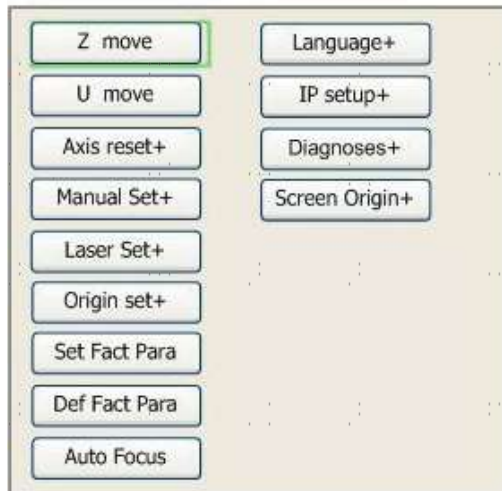 Z move
U move
Axis reset+
Manual Set+
Laser Set+
Origin set+
Set Fact Para
Def Fact Para
Auto Focus
Language+
IP setup+
Diagnoses+
Screen Origin+